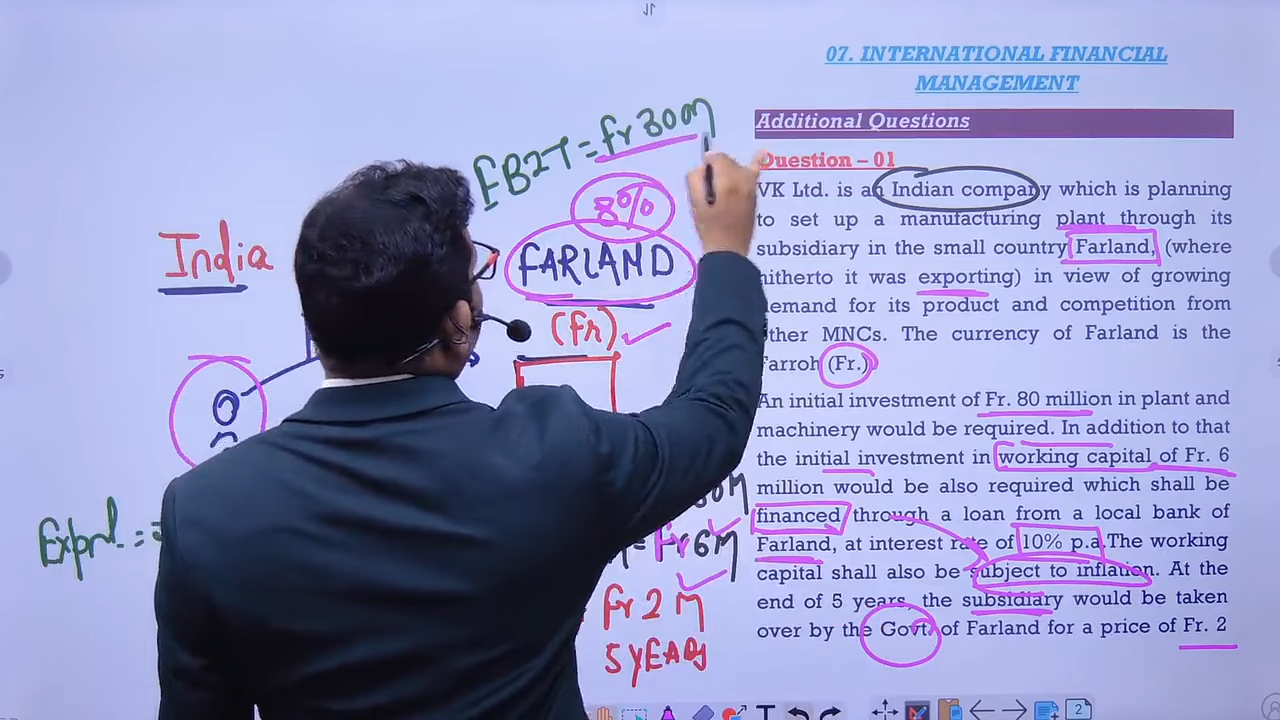 07. INTERNATIONAL FINANCIAL
MANAGEMENT
Additional Questions
Question – 01
VK Ltd. is an Indian company which is planning
to set up a manufacturing plant through its
subsidiary in the small country Farland, (where
hitherto it was exporting) in view of growing
demand for its product and competition from
other MNCs. The currency of Farland is the
Farroh (Fr.)
An initial investment of Fr. 80 million in plant and
machinery would be required. In addition to that
the initial investment in working capital of Fr. 6
million would be also required which shall be
financed through a loan from a local bank of
Farland, at interest rate of 10% p.a.The working
capital shall also be subject to inflation. At the
end of 5 years, the subsidiary would be taken
over by the Govt. of Farland for a price of Fr. 2
EBIT = Fr 30M
8%
India
FARLAND
(Fr)
Fr 6M
Fr 2 M
5 YEARS
2